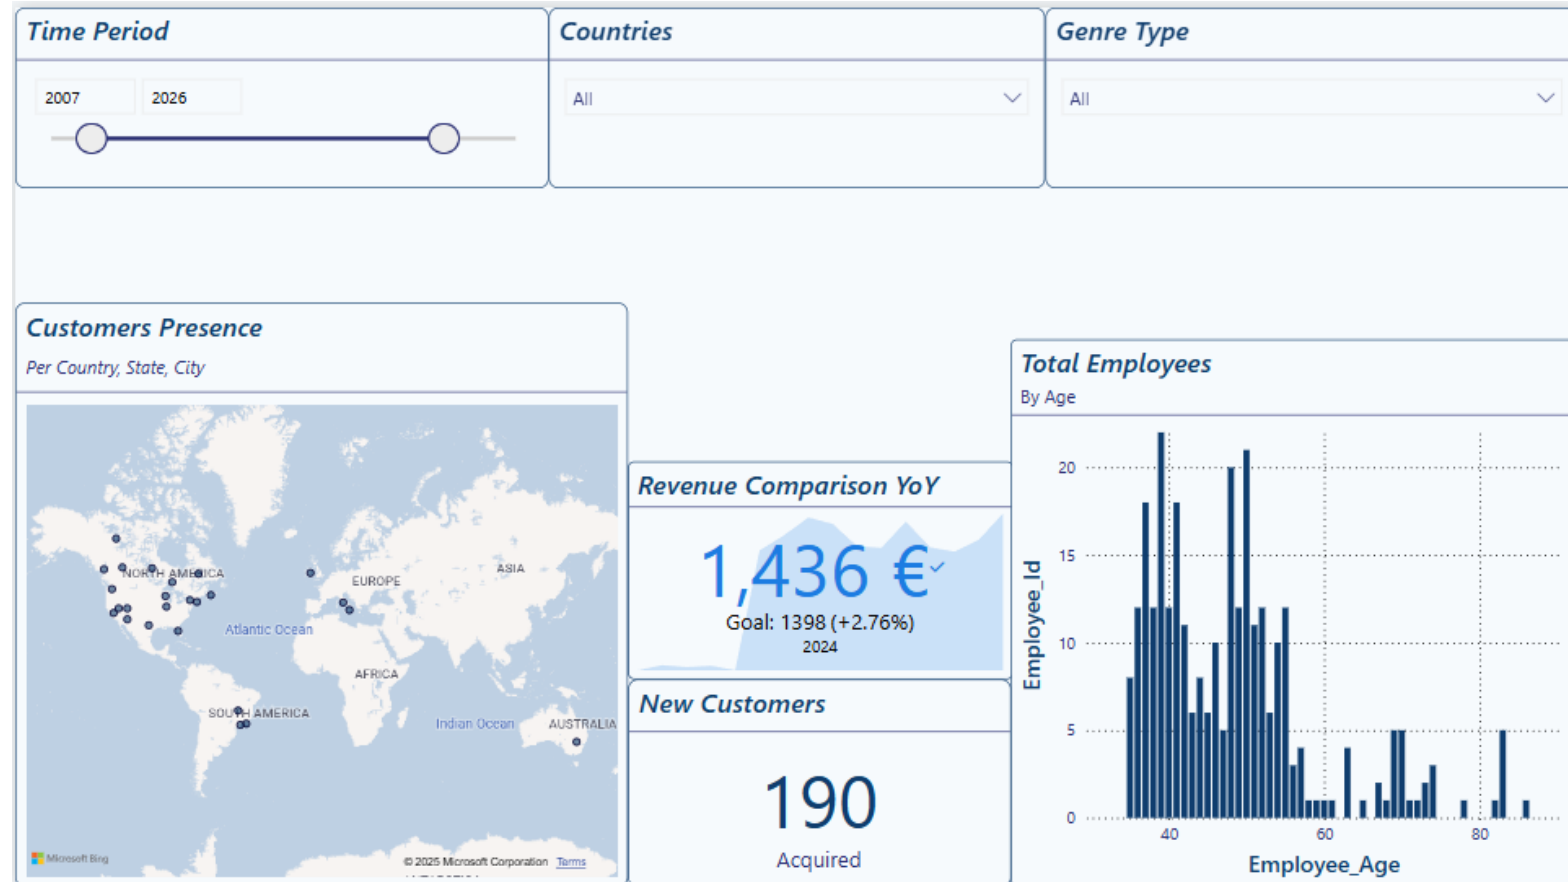 Time Period
2007
2026
Countries
All
Genre Type
All
Customers Presence
Per Country, State, City
NORTH AMERICA
EUROPE
ASIA
Atlantic Ocean
AFRICA
SOUTH AMERICA
Indian Ocean
AUSTRALIA
Microsoft Bing
© 2025 Microsoft Corporation Terms
Revenue Comparison YoY
1,436 €
Goal: 1398 (+2.76%)
2024
New Customers
190
Acquired
Total Employees
By Age
Employee_Id
20
15
10
5
0
40
60
80
Employee_Age